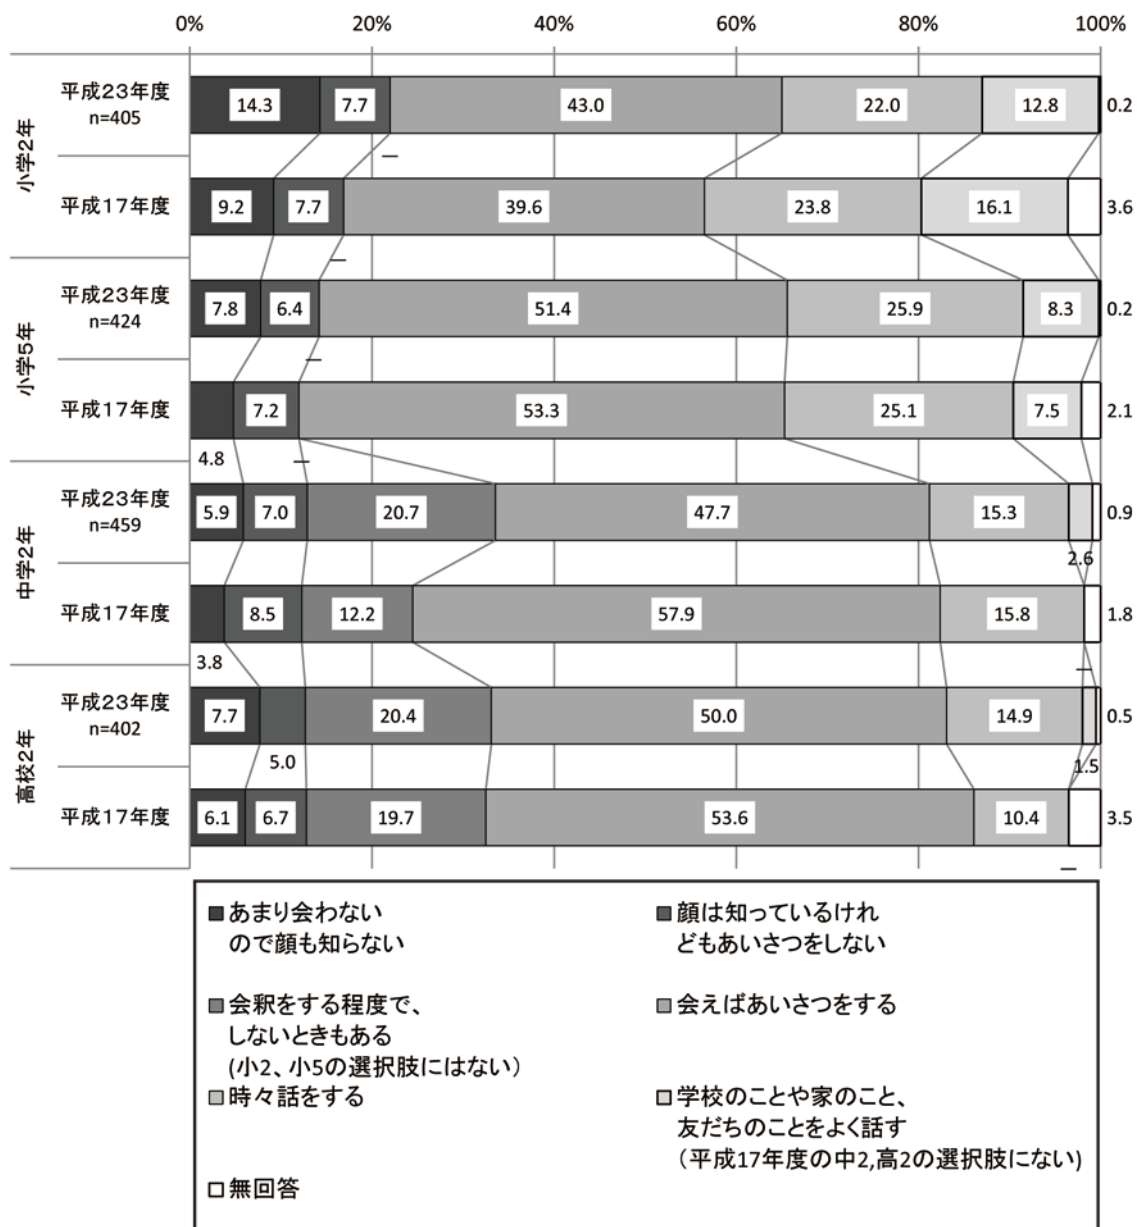 0%
20%
40%
60%
80%
100%
小学2年
平成23年度
n=405
14.3
7.7
43.0
22.0
12.8
0.2
—
平成17年度
9.2
7.7
39.6
23.8
16.1
3.6
—
小学5年
平成23年度
n=424
7.8
6.4
51.4
25.9
8.3
0.2
—
平成17年度
7.2
53.3
25.1
7.5
2.1
4.8
—
中学2年
平成23年度
n=459
5.9
7.0
20.7
47.7
15.3
0.9
2.6
平成17年度
8.5
12.2
57.9
15.8
1.8
3.8
—
高校2年
平成23年度
n=402
7.7
20.4
50.0
14.9
0.5
5.0
1.5
平成17年度
6.1
6.7
19.7
53.6
10.4
3.5
—
あまり会わない
ので顔も知らない
顔は知っているけれ
どもあいさつをしない
会釈をする程度で、
しないときもある
(小2、小5の選択肢にはない）
会えばあいさつをする
時々話をする
学校のことや家のこと、
友だちのことをよく話す
（平成17年度の中2,高2の選択肢にない)
無回答